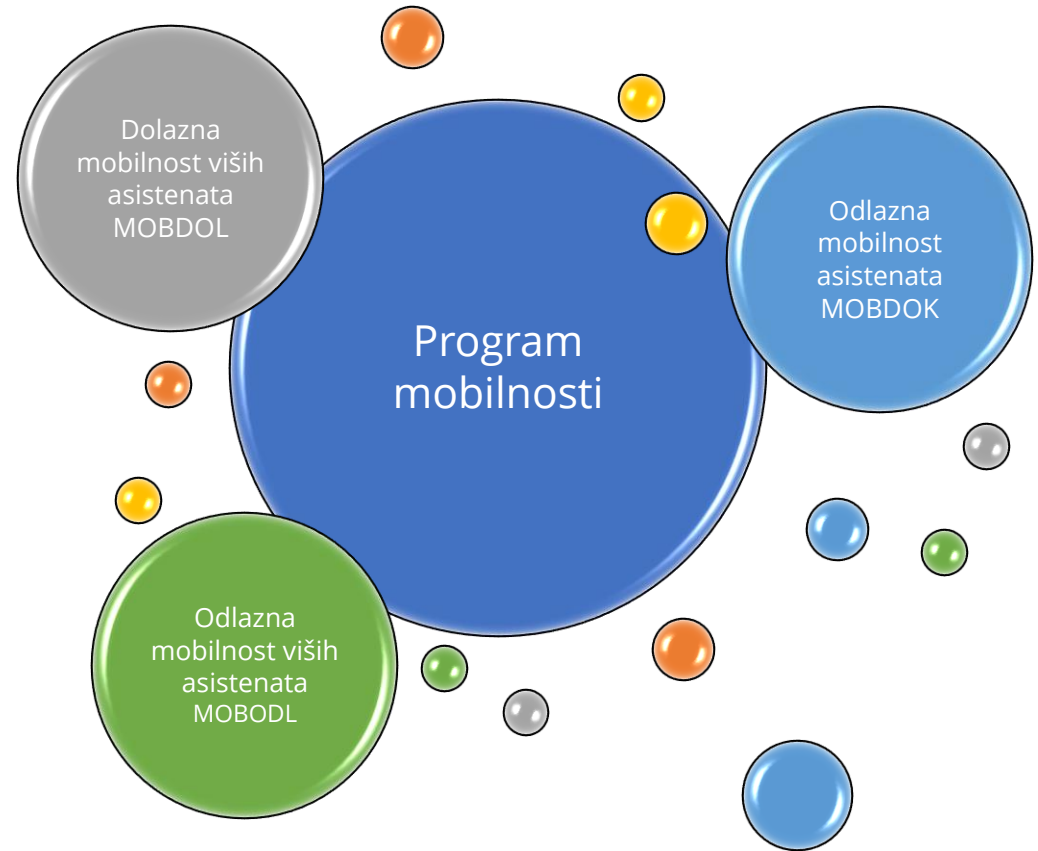 Dolazna
mobilnost viših
asistenata
MOBDOL
Odlazna
mobilnost
asistenata
MOBDOK
Program
mobilnosti
Odlazna
mobilnost viših
asistenata
MOBODL